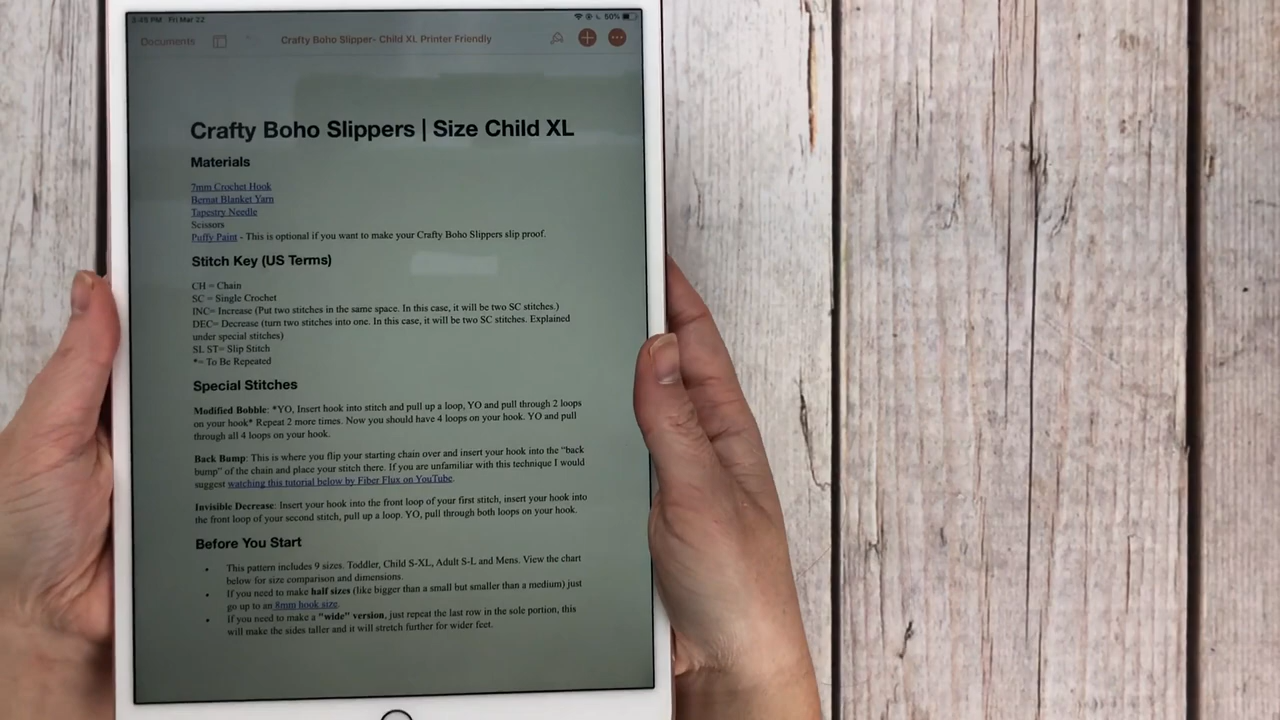 3:45 PM Fri Mar 22
50%
Documents
Crafty Boho Slipper- Child XL Printer Friendly
Crafty Boho Slippers | Size Child XL
Materials
7mm Crochet Hook
Bernat Blanket Yarn
Tapestry Needle
Scissors
Puffy Paint - This is optional if you want to make your Crafty Boho Slippers slip proof.
Stitch Key (US Terms)
CH = Chain
SC = Single Crochet
INC= Increase (Put two stitches in the same space. In this case, it will be two SC stitches.)
DEC= Decrease (turn two stitches into one. In this case, it will be two SC stitches. Explained
under special stitches)
SL ST= Slip Stitch
*= To Be Repeated
Special Stitches
Modified Bobble: *YO, Insert hook into stitch and pull up a loop, YO and pull through 2 loops
on your hook* Repeat 2 more times. Now you should have 4 loops on your hook. YO and pull
through all 4 loops on your hook.
Back Bump: This is where you flip your starting chain over and insert your hook into the “back
bump” of the chain and place your stitch there. If you are unfamiliar with this technique I would
suggest watching this tutorial below by Fiber Flux on YouTube.
Invisible Decrease: Insert your hook into the front loop of your first stitch, insert your hook into
the front loop of your second stitch, pull up a loop. YO, pull through both loops on your hook.
Before You Start
• This pattern includes 9 sizes. Toddler, Child S-XL, Adult S-L and Mens. View the chart
below for size comparison and dimensions.
• If you need to make half sizes (like bigger than a small but smaller than a medium) just
go up to an 8mm hook size.
• If you need to make a "wide" version, just repeat the last row in the sole portion, this
will make the sides taller and it will stretch further for wider feet.